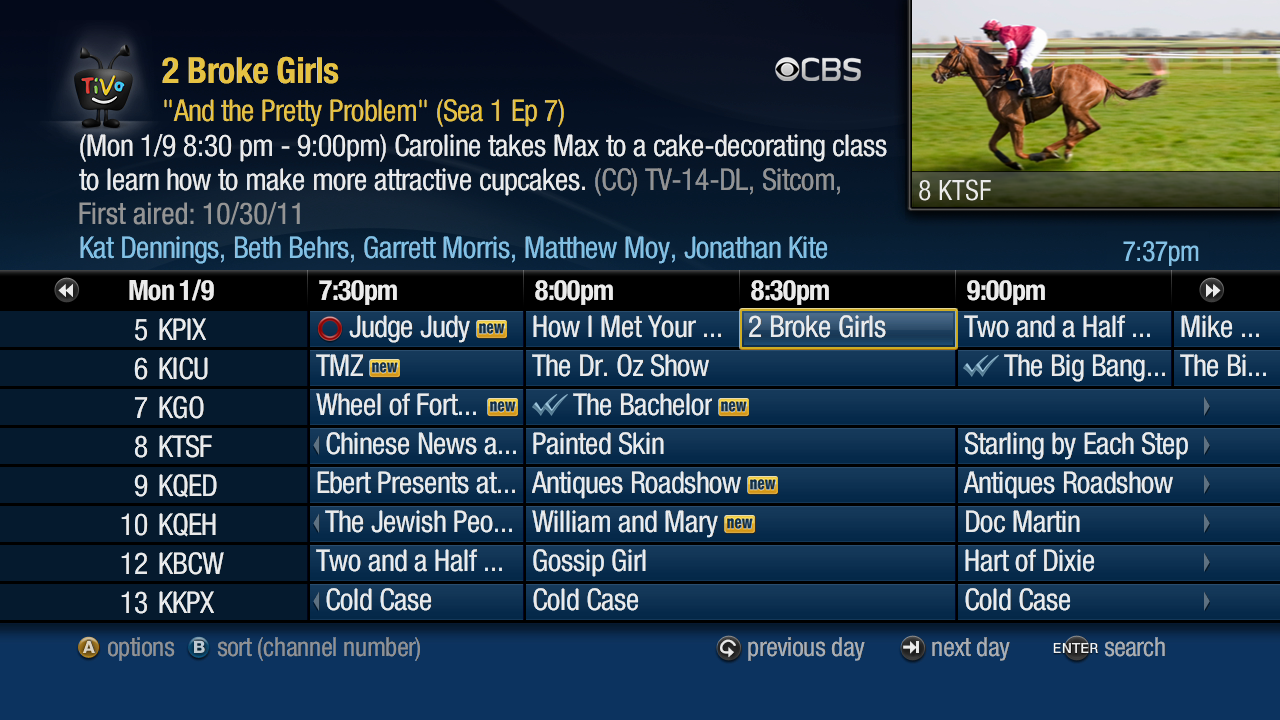 TiVo
2 Broke Girls
CBS
"And the Pretty Problem" (Sea 1 Ep 7)
(Mon 1/9 8:30 pm - 9:00pm) Caroline takes Max to a cake-decorating class
to learn how to make more attractive cupcakes. (CC) TV-14-DL, Sitcom,
First aired: 10/30/11
8 KTSF
Kat Dennings, Beth Behrs, Garrett Morris, Matthew Moy, Jonathan Kite
7:37pm
Mon 1/9 7:30pm 8:00pm 8:30pm 9:00pm
5 KPIX Judge Judy new How I Met Your ... 2 Broke Girls Two and a Half ... Mike ...
6 KICU TMZ new The Dr. Oz Show The Big Bang... The Bi...
7 KGO Wheel of Fort... new The Bachelor new
8 KTSF Chinese News a... Painted Skin Starling by Each Step
9 KQED Ebert Presents at... Antiques Roadshow new Antiques Roadshow
10 KQEH The Jewish Peo... William and Mary new Doc Martin
12 KBCW Two and a Half ... Gossip Girl Hart of Dixie
13 KKPX Cold Case Cold Case Cold Case
A options B sort (channel number) previous day next day ENTER search